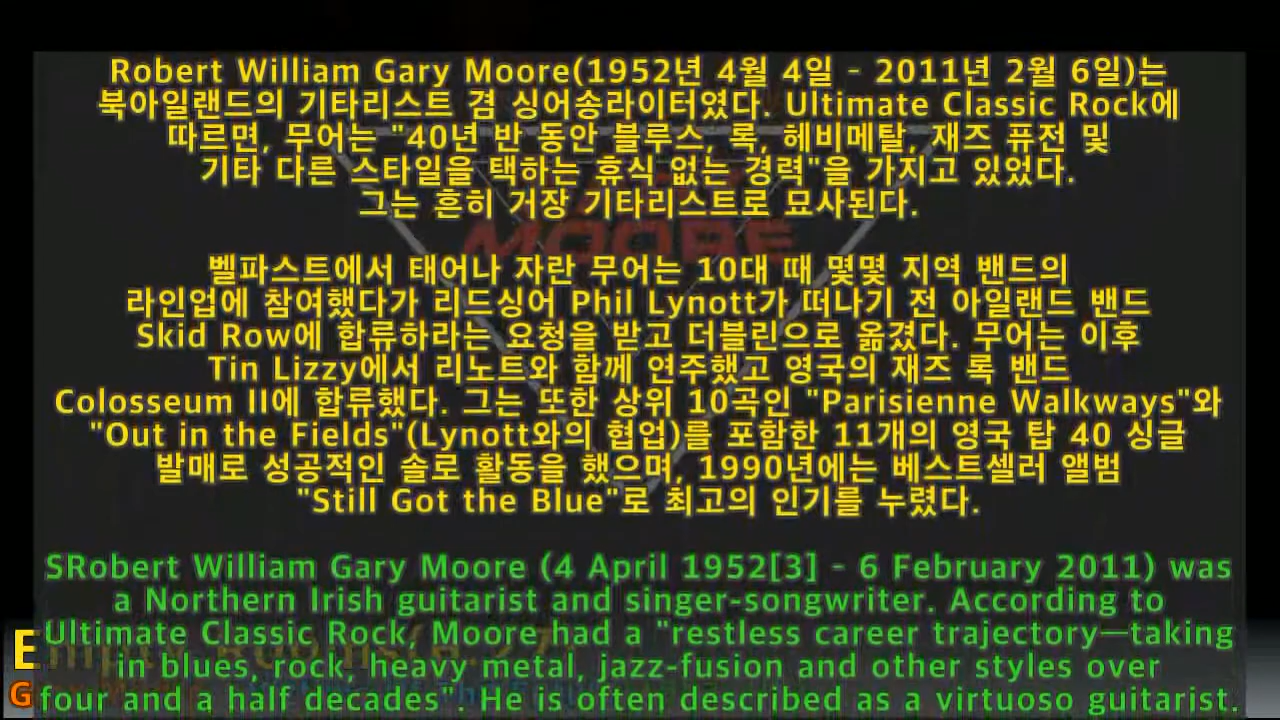 Robert William Gary Moore(1952년 4월 4일 - 2011년 2월 6일)는
북아일랜드의 기타리스트 겸 싱어송라이터였다. Ultimate Classic Rock에
따르면, 무어는 "40년 반 동안 블루스, 록, 헤비메탈, 재즈 퓨전 및
기타 다른 스타일을 택하는 휴식 없는 경력"을 가지고 있었다.
그는 흔히 거장 기타리스트로 묘사된다.
MOORE
벨파스트에서 태어나 자란 무어는 10대 때 몇몇 지역 밴드의
라인업에 참여했다가 리드싱어 Phil Lynott가 떠나기 전 아일랜드 밴드
Skid Row에 합류하라는 요청을 받고 더블린으로 옮겼다. 무어는 이후
Tin Lizzy에서 리노트와 함께 연주했고 영국의 재즈 록 밴드
Colosseum II에 합류했다. 그는 또한 상위 10곡인 "Parisienne Walkways"와
"Out in the Fields"(Lynott와의 협업)를 포함한 11개의 영국 탑 40 싱글
발매로 성공적인 솔로 활동을 했으며, 1990년에는 베스트셀러 앨범
"Still Got the Blue"로 최고의 인기를 누렸다.
SRobert William Gary Moore (4 April 1952[3] - 6 February 2011) was
a Northern Irish guitarist and singer-songwriter. According to
Ultimate Classic Rock, Moore had a "restless career trajectory—taking
in blues, rock, heavy metal, jazz-fusion and other styles over
four and a half decades". He is often described as a virtuoso guitarist.